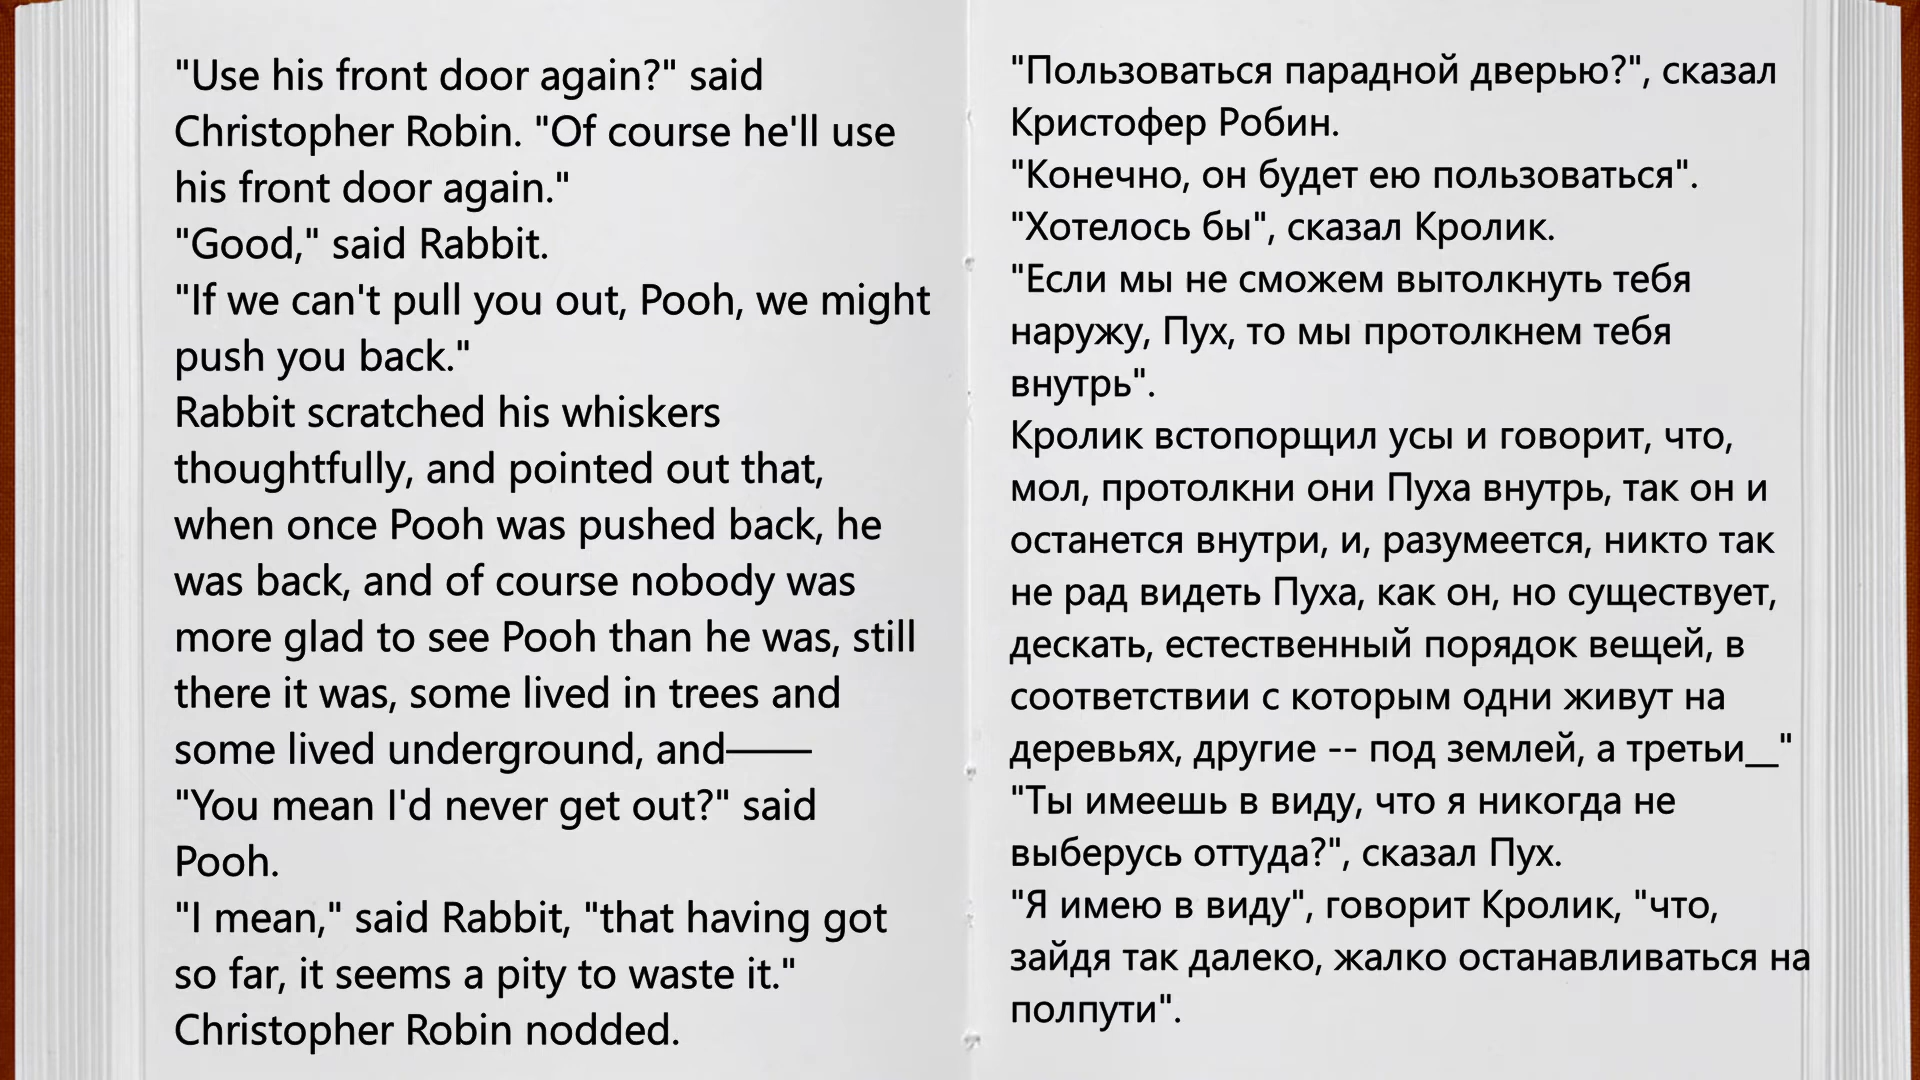 "Use his front door again?" said
Christopher Robin. "Of course he'll use
his front door again."
"Good," said Rabbit.
"If we can't pull you out, Pooh, we might
push you back."
Rabbit scratched his whiskers
thoughtfully, and pointed out that,
when once Pooh was pushed back, he
was back, and of course nobody was
more glad to see Pooh than he was, still
there it was, some lived in trees and
some lived underground, and——
"You mean I'd never get out?" said
Pooh.
"I mean," said Rabbit, "that having got
so far, it seems a pity to waste it."
Christopher Robin nodded.
"Пользоваться парадной дверью?", сказал
Кристофер Робин.
"Конечно, он будет ею пользоваться".
"Хотелось бы", сказал Кролик.
"Если мы не сможем вытолкнуть тебя
наружу, Пух, то мы протолкнем тебя
внутрь".
Кролик встопорщил усы и говорит, что,
мол, протолкни они Пуха внутрь, так он и
останется внутри, и, разумеется, никто так
не рад видеть Пуха, как он, но существует,
дескать, естественный порядок вещей, в
соответствии с которым одни живут на
деревьях, другие -- под землей, а третьи__"
"Ты имеешь в виду, что я никогда не
выберусь оттуда?", сказал Пух.
"Я имею в виду", говорит Кролик, "что,
зайдя так далеко, жалко останавливаться на
полпути".